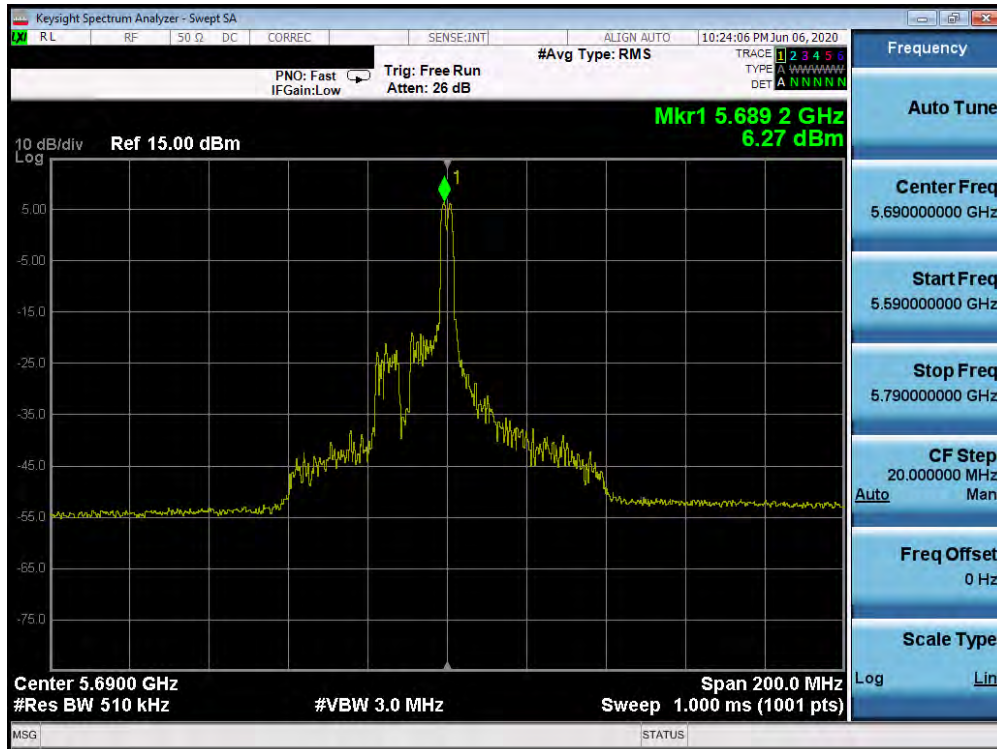 Keysight Spectrum Analyzer - Swept SA
LXI RL RF 50 Ω DC CORREC SENSE:INT ALIGN AUTO 10:24:06 PM Jun 06, 2020
#Avg Type: RMS TRACE 1 2 3 4 5 6
PNO: Fast Trig: Free Run TYPE A WWWWW
IFGain:Low Atten: 26 dB DET A N N N N N
Mkr1 5.689 2 GHz
6.27 dBm
10 dB/div Ref 15.00 dBm
Log
1
5.00
-5.00
-15.0
-25.0
-35.0
-45.0
-55.0
-65.0
-75.0
Center 5.6900 GHz Span 200.0 MHz
#Res BW 510 kHz #VBW 3.0 MHz Sweep 1.000 ms (1001 pts)
MSG STATUS
Frequency
Auto Tune
Center Freq
5.690000000 GHz
Start Freq
5.590000000 GHz
Stop Freq
5.790000000 GHz
CF Step
20.000000 MHz
Auto Man
Freq Offset
0 Hz
Scale Type
Log Lin